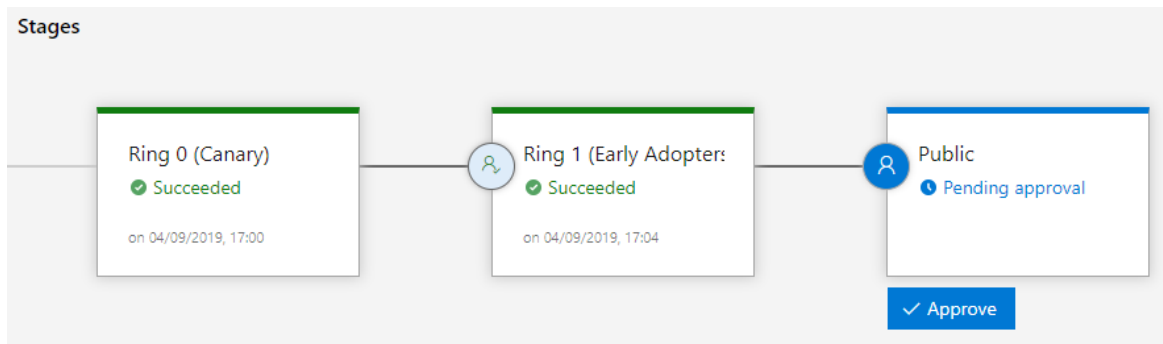 Stages
Ring 0 (Canary)
Succeeded
on 04/09/2019, 17:00
Ring 1 (Early Adopters
Succeeded
on 04/09/2019, 17:04
Public
Pending approval
Approve